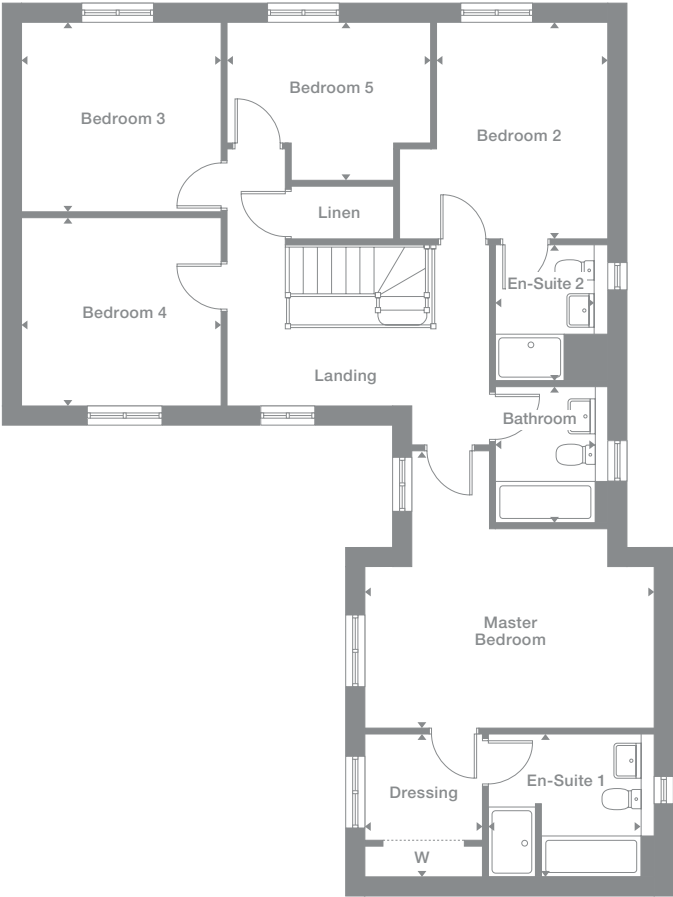 Bedroom 3
Bedroom 5
Bedroom 2
Linen
Bedroom 4
En-Suite 2
Landing
Bathroom
Master
Bedroom
Dressing
En-Suite 1
W